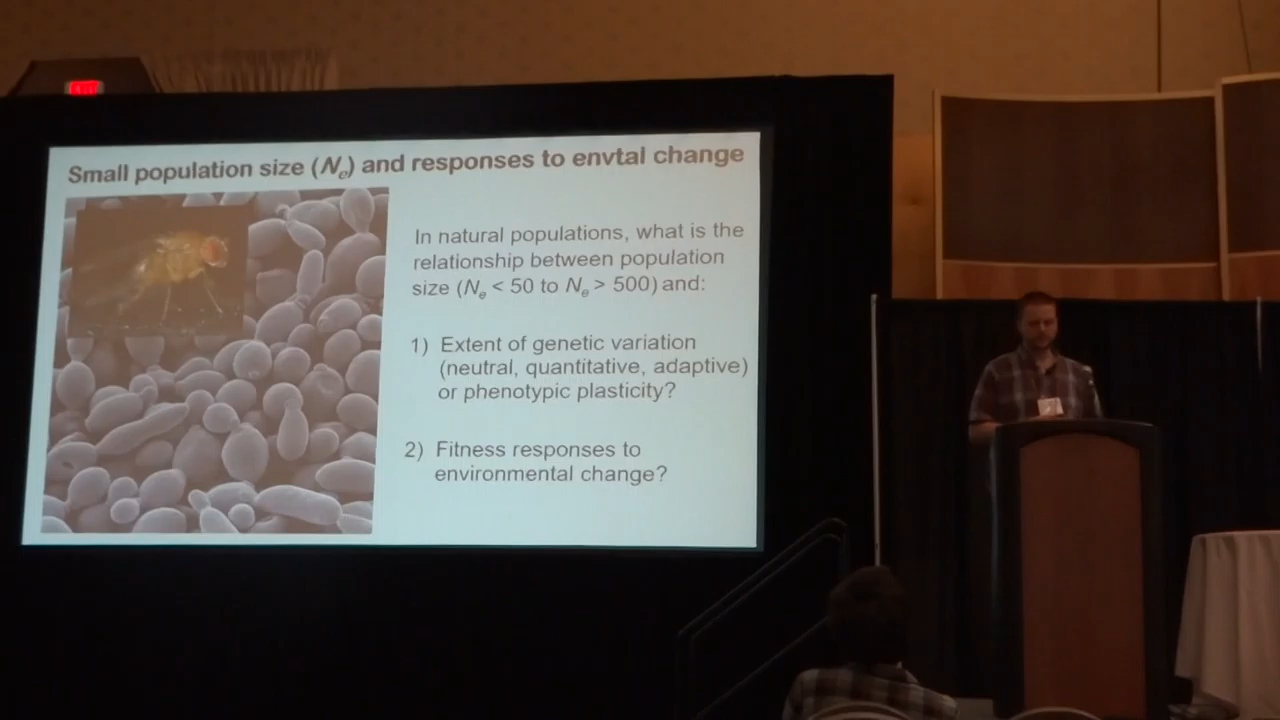 Small population size (Ne) and responses to envtal change
In natural populations, what is the
relationship between population
size (Ne < 50 to Ne > 500) and:
1) Extent of genetic variation
(neutral, quantitative, adaptive)
or phenotypic plasticity?
2) Fitness responses to
environmental change?